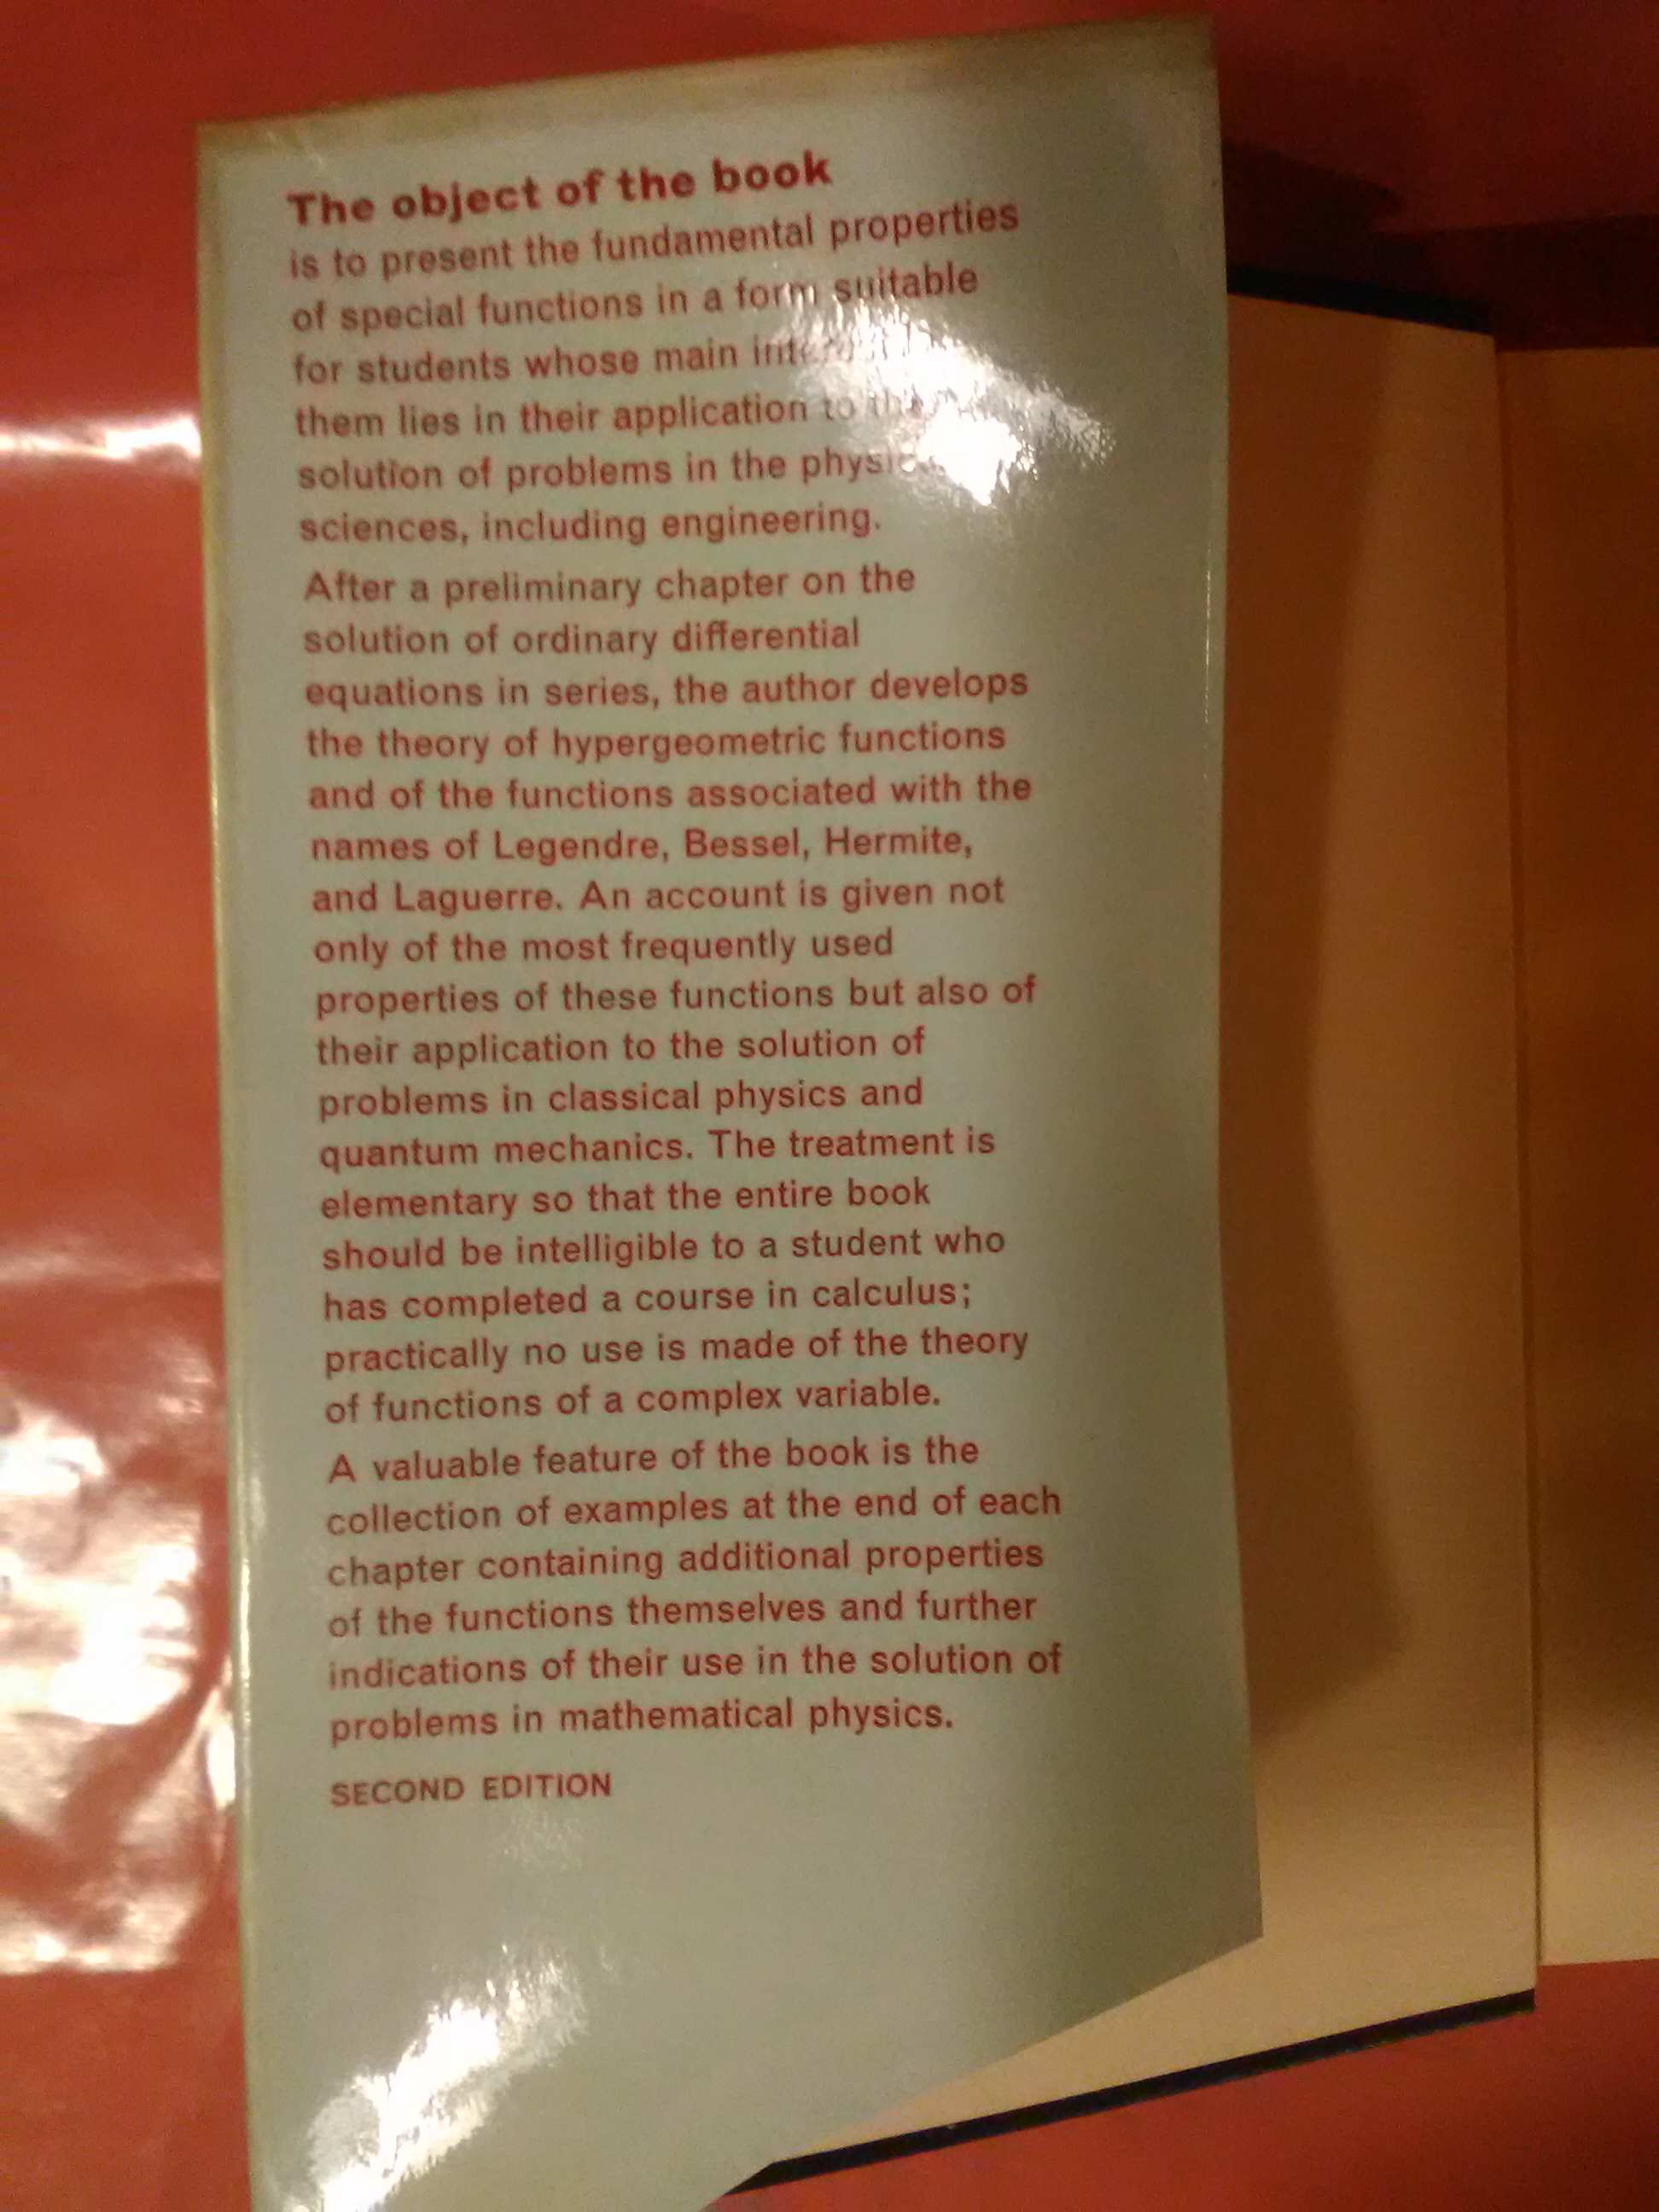 The object of the book
is to present the fundamental properties
of special functions in a form suitable
for students whose main interest
them lies in their application to the
solution of problems in the
sciences, including engineering.
After a preliminary chapter on the
solution of ordinary differential
equations in series, the author develops
the theory of hypergeometric functions
and of the functions associated with the
names of Legendre, Bessel, Hermite,
and Laguerre. An account is given not
only of the most frequently used
properties of these functions but also of
their application to the solution of
problems in classical physics and
quantum mechanics. The treatment is
elementary so that the entire book
should be intelligible to a student who
has completed a course in calculus;
practically no use is made of the theory
of functions of a complex variable.
A valuable feature of the book is the
collection of examples at the end of each
chapter containing additional properties
of the functions themselves and further
indications of their use in the solution of
problems in mathematical physics.
SECOND EDITION